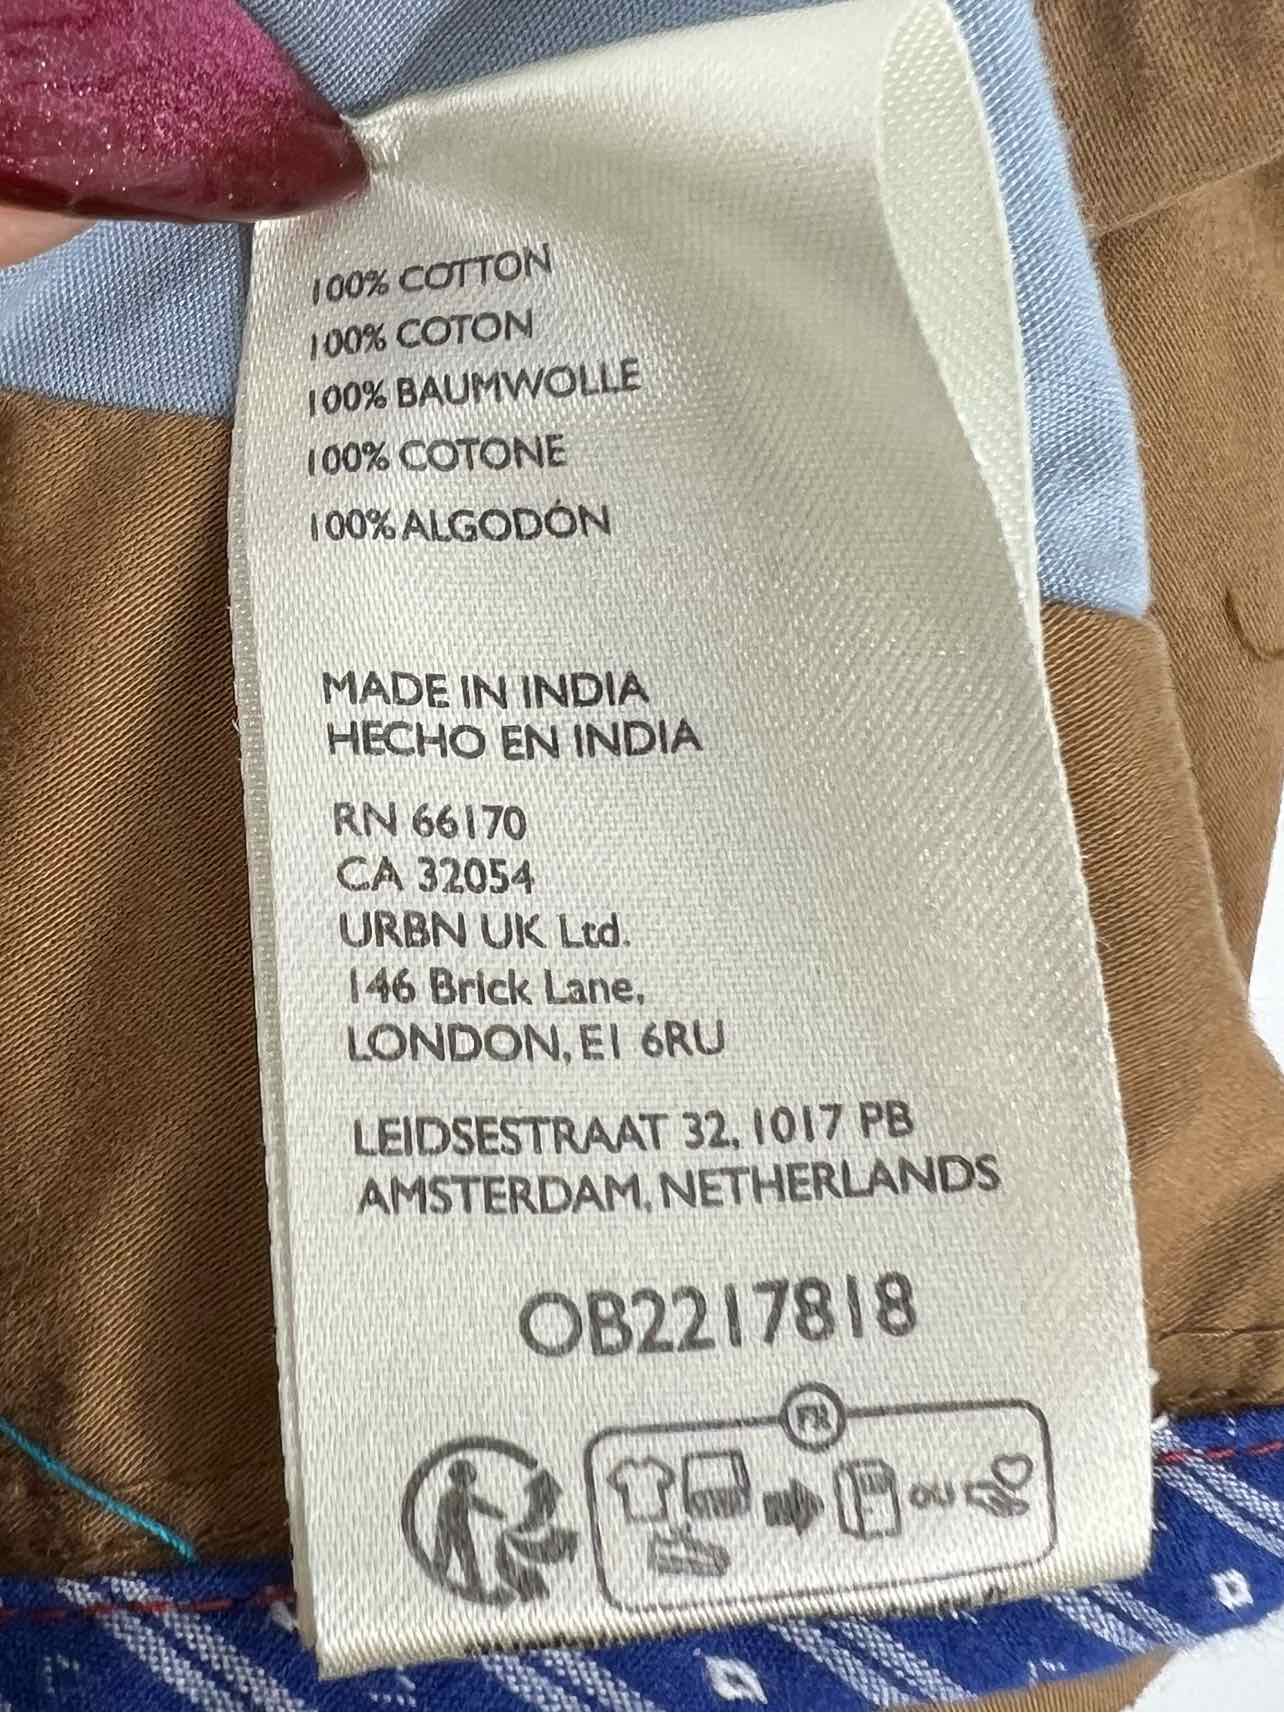 100% COTTON
100% COTON
100% BAUMWOLLE
100% COTONE
100% ALGODÓN
MADE IN INDIA
HECHO EN INDIA
RN 66170
CA 32054
URBN UK Ltd.
146 Brick Lane,
LONDON, E1 6RU
LEIDSESTRAAT 32, 1017 PB
AMSTERDAM, NETHERLANDS
OB2217818
FR
OU